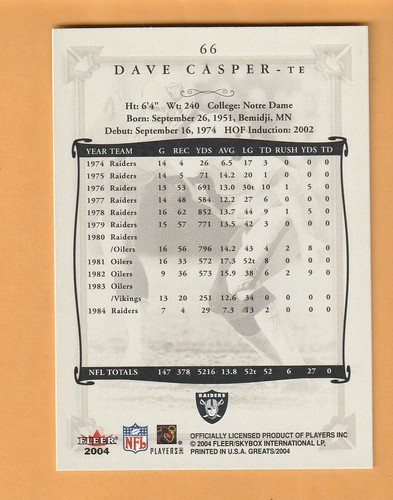 66
DAVE CASPER - TE
Ht: 6'4" Wt: 240 College: Notre Dame
Born: September 26, 1951, Bemidji, MN
Debut: September 16, 1974 HOF Induction: 2002
YEAR TEAM G REC YDS AVG LG TD RUSH YDS TD
1974 Raiders 14 4 26 6.5 17 3 0 0 0
1975 Raiders 14 5 71 14.2 20 1 0 0 0
1976 Raiders 13 53 691 13.0 30t 10 1 5 0
1977 Raiders 14 48 584 12.2 27 6 0 0 0
1978 Raiders 16 62 852 13.7 44 9 1 5 0
1979 Raiders 15 57 771 13.5 42 3 0 0 0
1980 Raiders
/Oilers 16 56 796 14.2 43 4 2 8 0
1981 Oilers 16 33 572 17.3 52t 8 0 0 0
1982 Oilers 9 36 573 15.9 38 6 2 9 0
1983 Oilers
/Vikings 13 20 251 12.6 34 0 0 0 0
1984 Raiders 7 4 29 7.3 13 2 0 0 0
NFL TOTALS 147 378 5216 13.8 52t 52 6 27 0
RAIDERS
FLEER
2004
NFL
PLAYERS INC
OFFICIALLY LICENSED PRODUCT OF PLAYERS INC
© 2004 FLEER/SKYBOX INTERNATIONAL LP,
PRINTED IN U.S.A. GREATS/2004